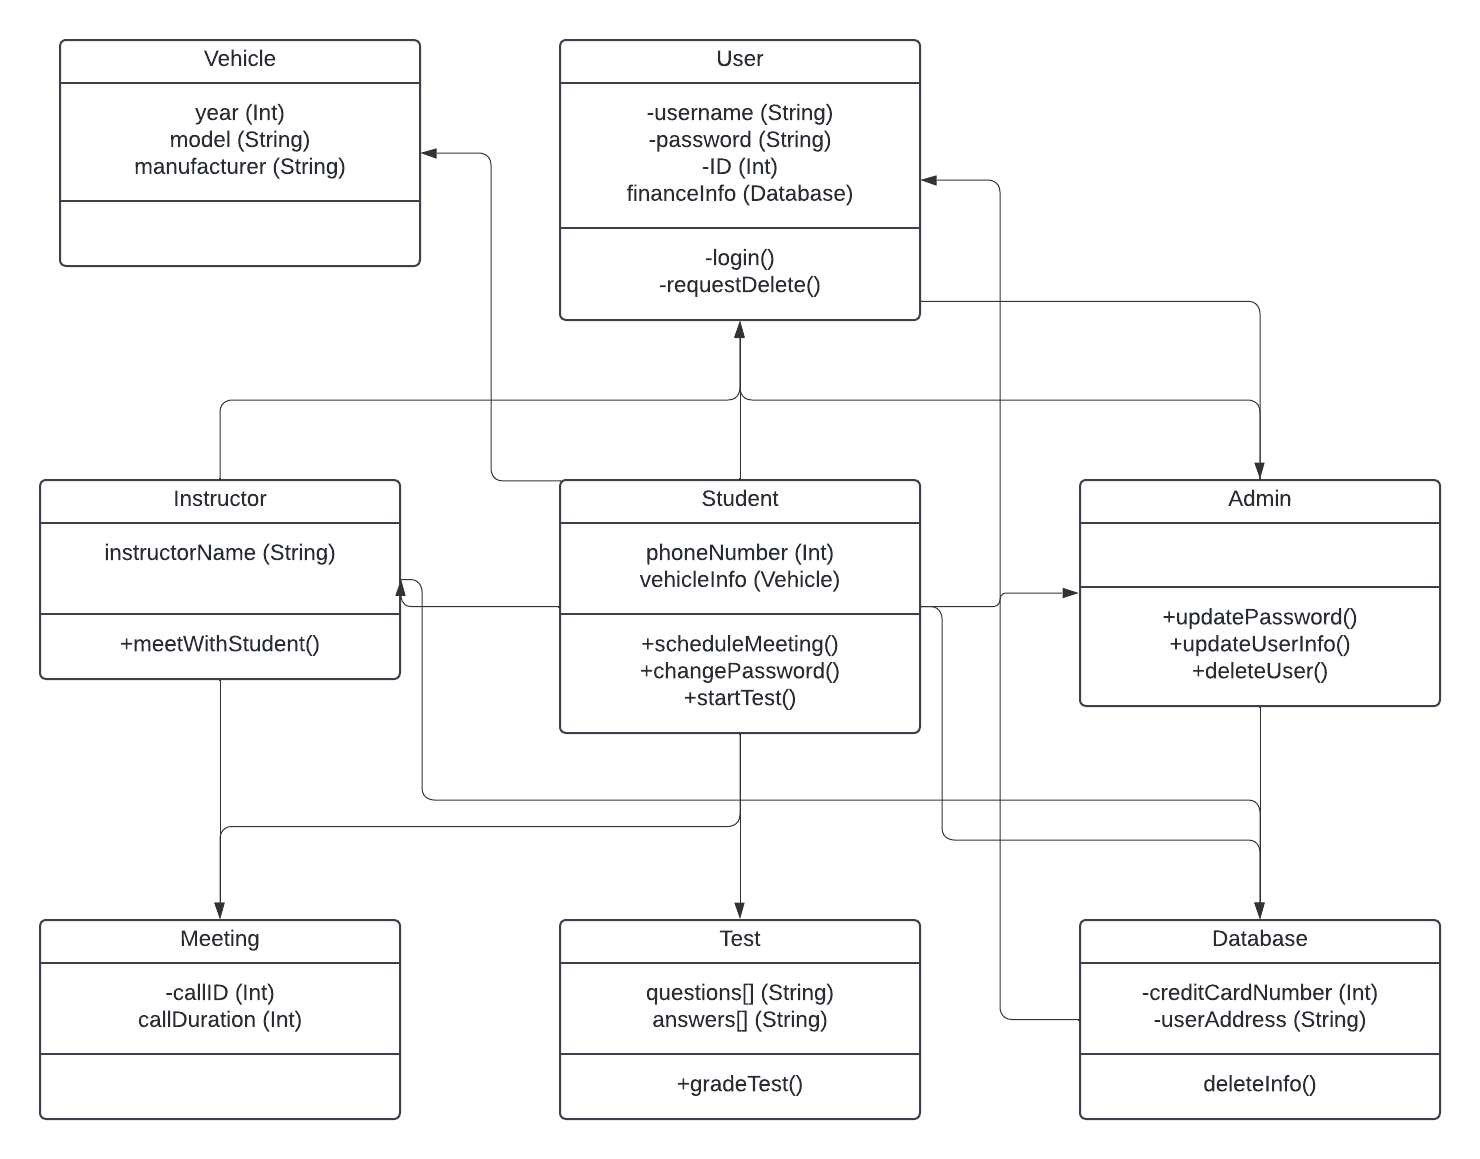 Vehicle
year (Int)
model (String)
manufacturer (String)
User
-username (String)
-password (String)
-ID (Int)
financeInfo (Database)
-login()
-requestDelete()
Instructor
instructorName (String)
+meetWithStudent()
Student
phoneNumber (Int)
vehicleInfo (Vehicle)
+scheduleMeeting()
+changePassword()
+startTest()
Admin
+updatePassword()
+updateUserInfo()
+deleteUser()
Meeting
-callID (Int)
callDuration (Int)
Test
questions[] (String)
answers[] (String)
+gradeTest()
Database
-creditCardNumber (Int)
-userAddress (String)
deleteInfo()